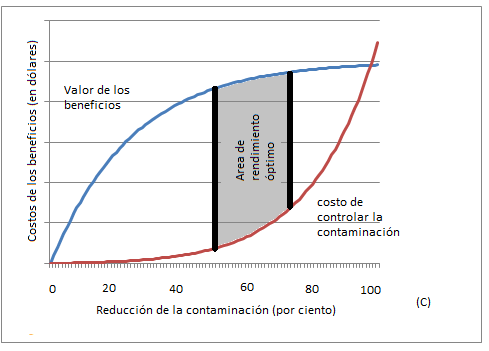 Costos de los beneficios (en dólares)
Valor de los
beneficios
Area de
rendimiento
óptimo
costo de
controlar la
contaminación
0 20 40 60 80 100
Reducción de la contaminación (por ciento)
(C)